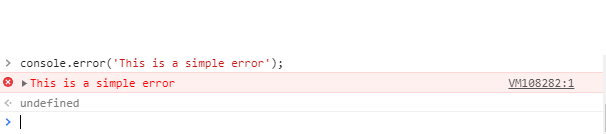 console.error('This is a simple error');
This is a simple error VM108282:1
undefined